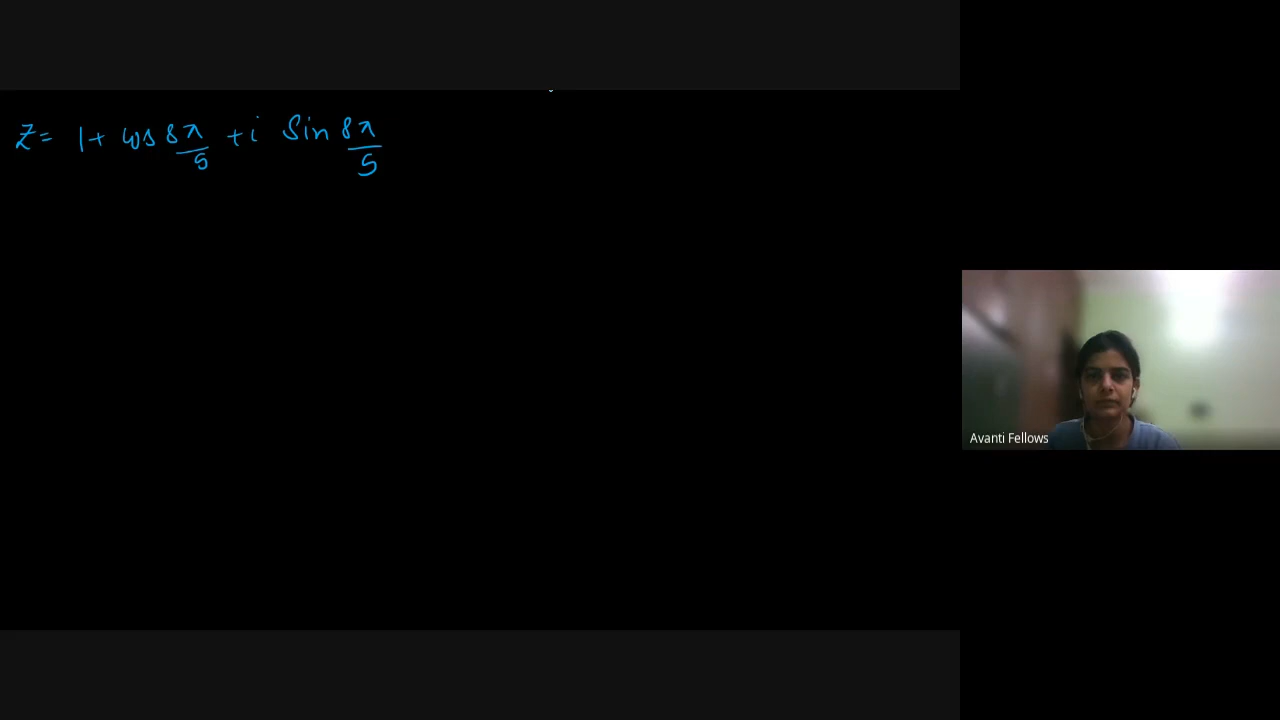 Z = 1 + cos 8π/5 + i Sin 8π/5
Avanti Fellows